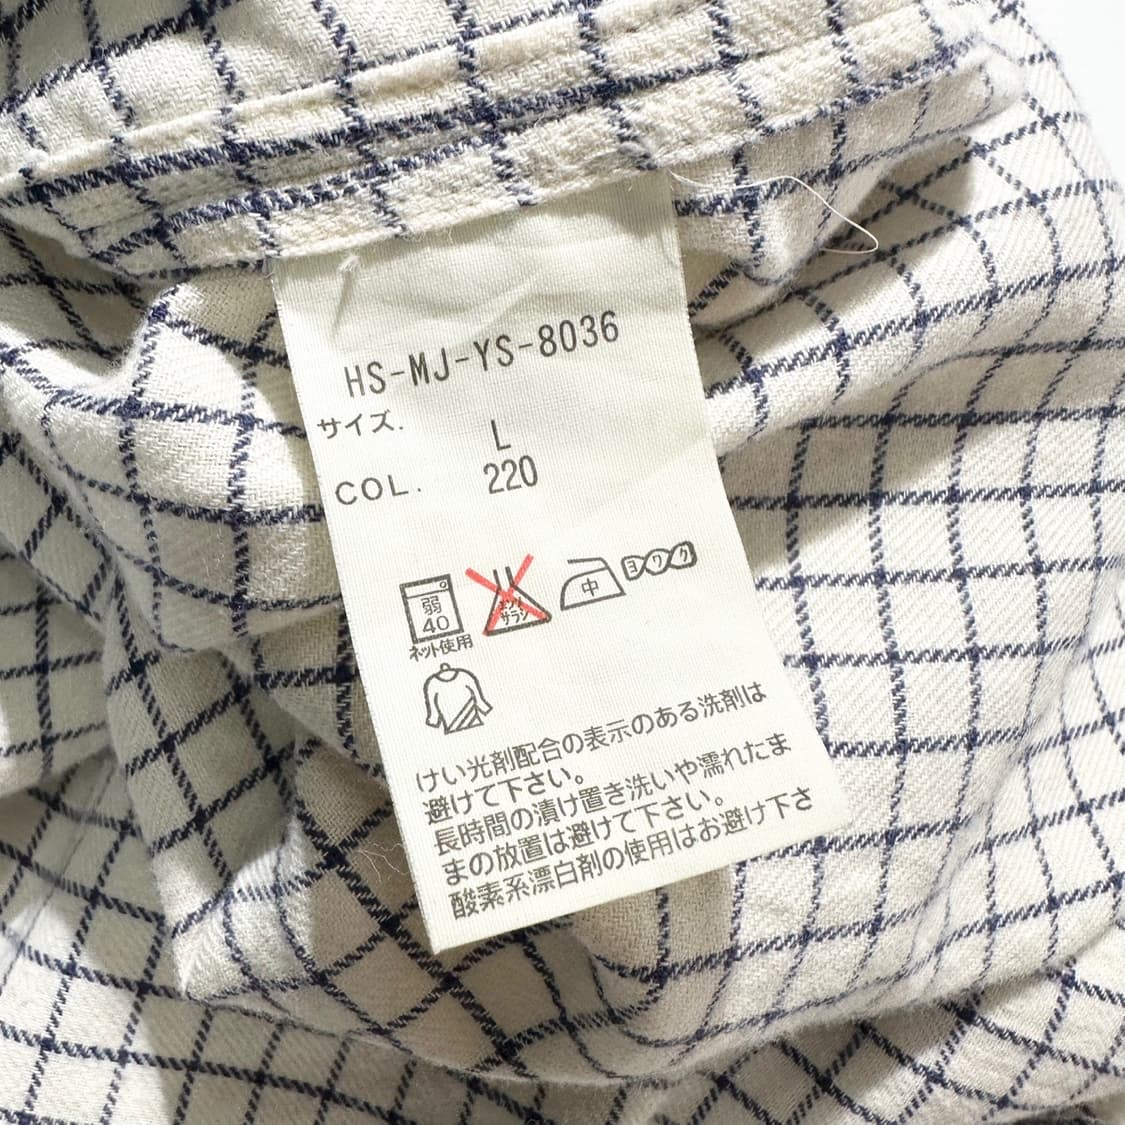 HS-MJ-YS-8036
サイズ. L
COL. 220
弱
40
ネット使用
エンソ
サラシ
中
ヨワク
けい光剤配合の表示のある洗剤は
避けて下さい。
長時間の漬け置き洗いや濡れたま
まの放置は避けて下さい。
酸素系漂白剤の使用はお避け下さ